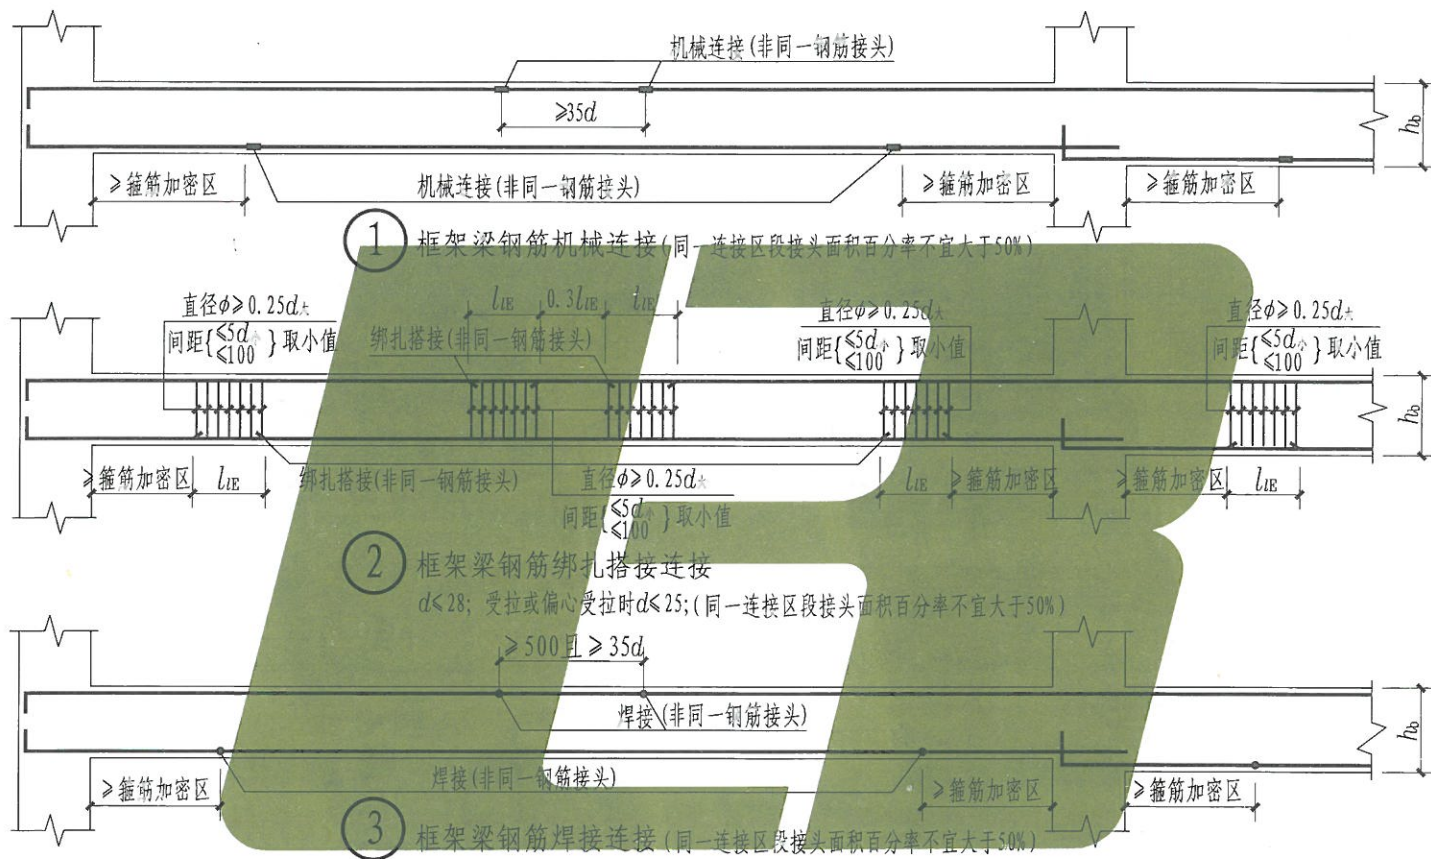 机械连接(非同一钢筋接头)
≥35d
h_b
≥箍筋加密区
机械连接(非同一钢筋接头)
≥箍筋加密区
≥箍筋加密区
① 框架梁钢筋机械连接(同一连接区段接头面积百分率不宜大于50%)
直径ϕ≥0.25d大
间距{≤5d小 ≤100}取小值
l_lE 0.3l_lE l_lE
绑扎搭接(非同一钢筋接头)
直径ϕ≥0.25d大
间距{≤5d小 ≤100}取小值
直径ϕ≥0.25d大
间距{≤5d小 ≤100}取小值
h_b
≥箍筋加密区
l_lE
绑扎搭接(非同一钢筋接头)
直径ϕ≥0.25d大
间距{≤5d小 ≤100}取小值
l_lE
≥箍筋加密区
≥箍筋加密区
l_lE
② 框架梁钢筋绑扎搭接连接
d≤28; 受拉或偏心受拉时d≤25;(同一连接区段接头面积百分率不宜大于50%)
≥500且≥35d
焊接(非同一钢筋接头)
h_b
≥箍筋加密区
焊接(非同一钢筋接头)
≥箍筋加密区
≥箍筋加密区
③ 框架梁钢筋焊接连接(同一连接区段接头面积百分率不宜大于50%)